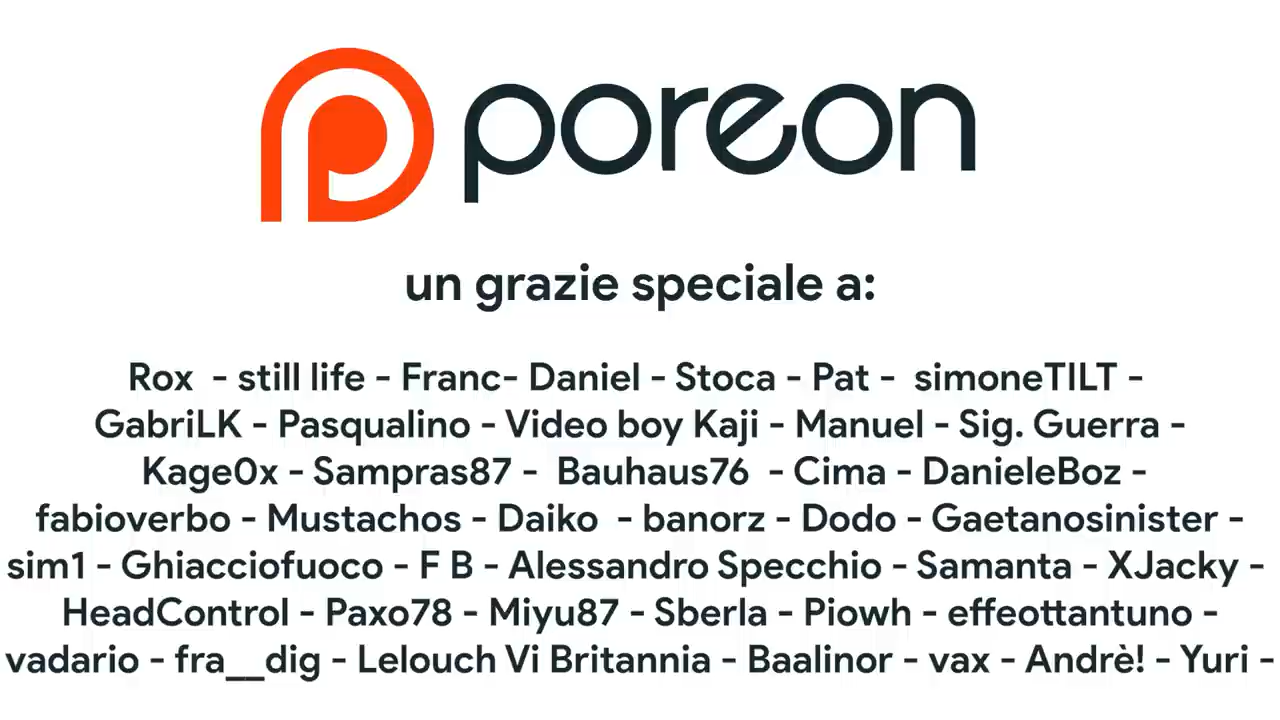 poreon
un grazie speciale a:
Rox - still life - Franc- Daniel - Stoca - Pat - simoneTILT -
GabriLK - Pasqualino - Video boy Kaji - Manuel - Sig. Guerra -
Kage0x - Sampras87 - Bauhaus76 - Cima - DanieleBoz -
fabioverbo - Mustachos - Daiko - banorz - Dodo - Gaetanosinister -
sim1 - Ghiacciofuoco - F B - Alessandro Specchio - Samanta - XJacky -
HeadControl - Paxo78 - Miyu87 - Sberla - Piowh - effeottantuno -
vadario - fra__dig - Lelouch Vi Britannia - Baalinor - vax - Andrè! - Yuri -